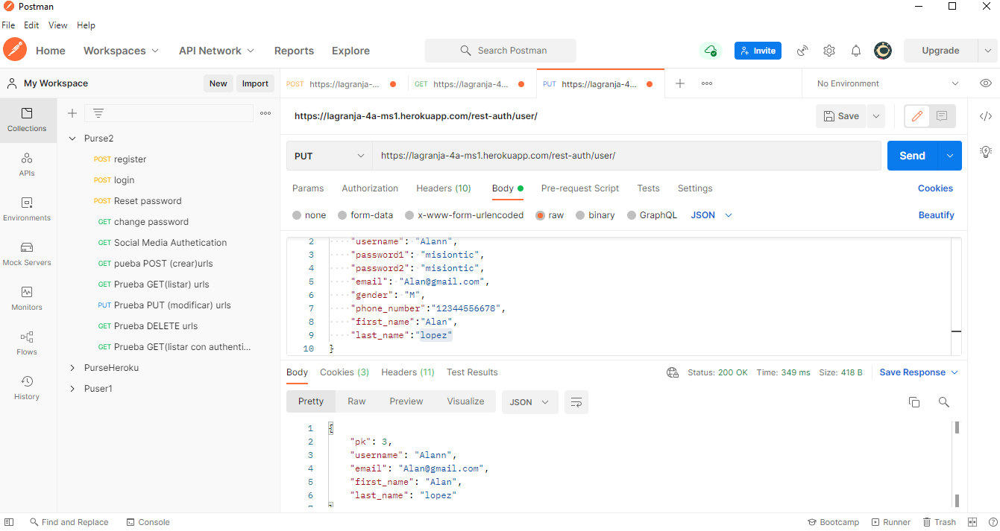 Postman
File Edit View Help
Home Workspaces API Network Reports Explore Search Postman Invite Upgrade
My Workspace New Import
POST https://lagranja-... GET https://lagranja-4... PUT https://lagranja-4... No Environment
Collections
APIs
Environments
Mock Servers
Monitors
Flows
History
Purse2
POST register
POST login
POST Reset password
GET change password
GET Social Media Authetication
GET pueba POST (crear)urls
GET Prueba GET(listar) urls
PUT Prueba PUT (modificar) urls
GET Prueba DELETE urls
GET Prueba GET(listar con authenti...
PurseHeroku
Puser1
https://lagranja-4a-ms1.herokuapp.com/rest-auth/user/ Save
PUT https://lagranja-4a-ms1.herokuapp.com/rest-auth/user/ Send
Params Authorization Headers (10) Body Pre-request Script Tests Settings Cookies
none form-data x-www-form-urlencoded raw binary GraphQL JSON Beautify
2 "username": "Alann",
3 "password1": "misiontic",
4 "password2": "misiontic",
5 "email": "Alan@gmail.com",
6 "gender": "M",
7 "phone_number":"12344556678",
8 "first_name":"Alan",
9 "last_name":"lopez"
10 }
Body Cookies (3) Headers (11) Test Results Status: 200 OK Time: 349 ms Size: 418 B Save Response
Pretty Raw Preview Visualize JSON
1 {
2 "pk": 3,
3 "username": "Alann",
4 "email": "Alan@gmail.com",
5 "first_name": "Alan",
6 "last_name": "lopez"
Find and Replace Console Bootcamp Runner Trash